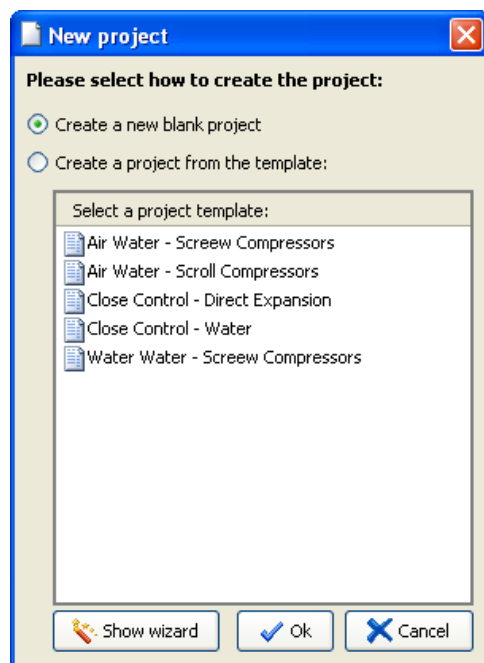 New project
Please select how to create the project:
Create a new blank project
Create a project from the template:
Select a project template:
Air Water - Screew Compressors
Air Water - Scroll Compressors
Close Control - Direct Expansion
Close Control - Water
Water Water - Screew Compressors
Show wizard Ok Cancel